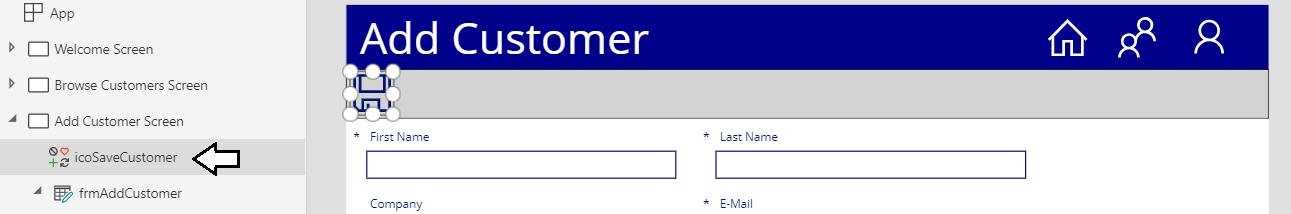 App
Welcome Screen
Browse Customers Screen
Add Customer Screen
icoSaveCustomer
frmAddCustomer
Add Customer
* First Name
* Last Name
Company
* E-Mail